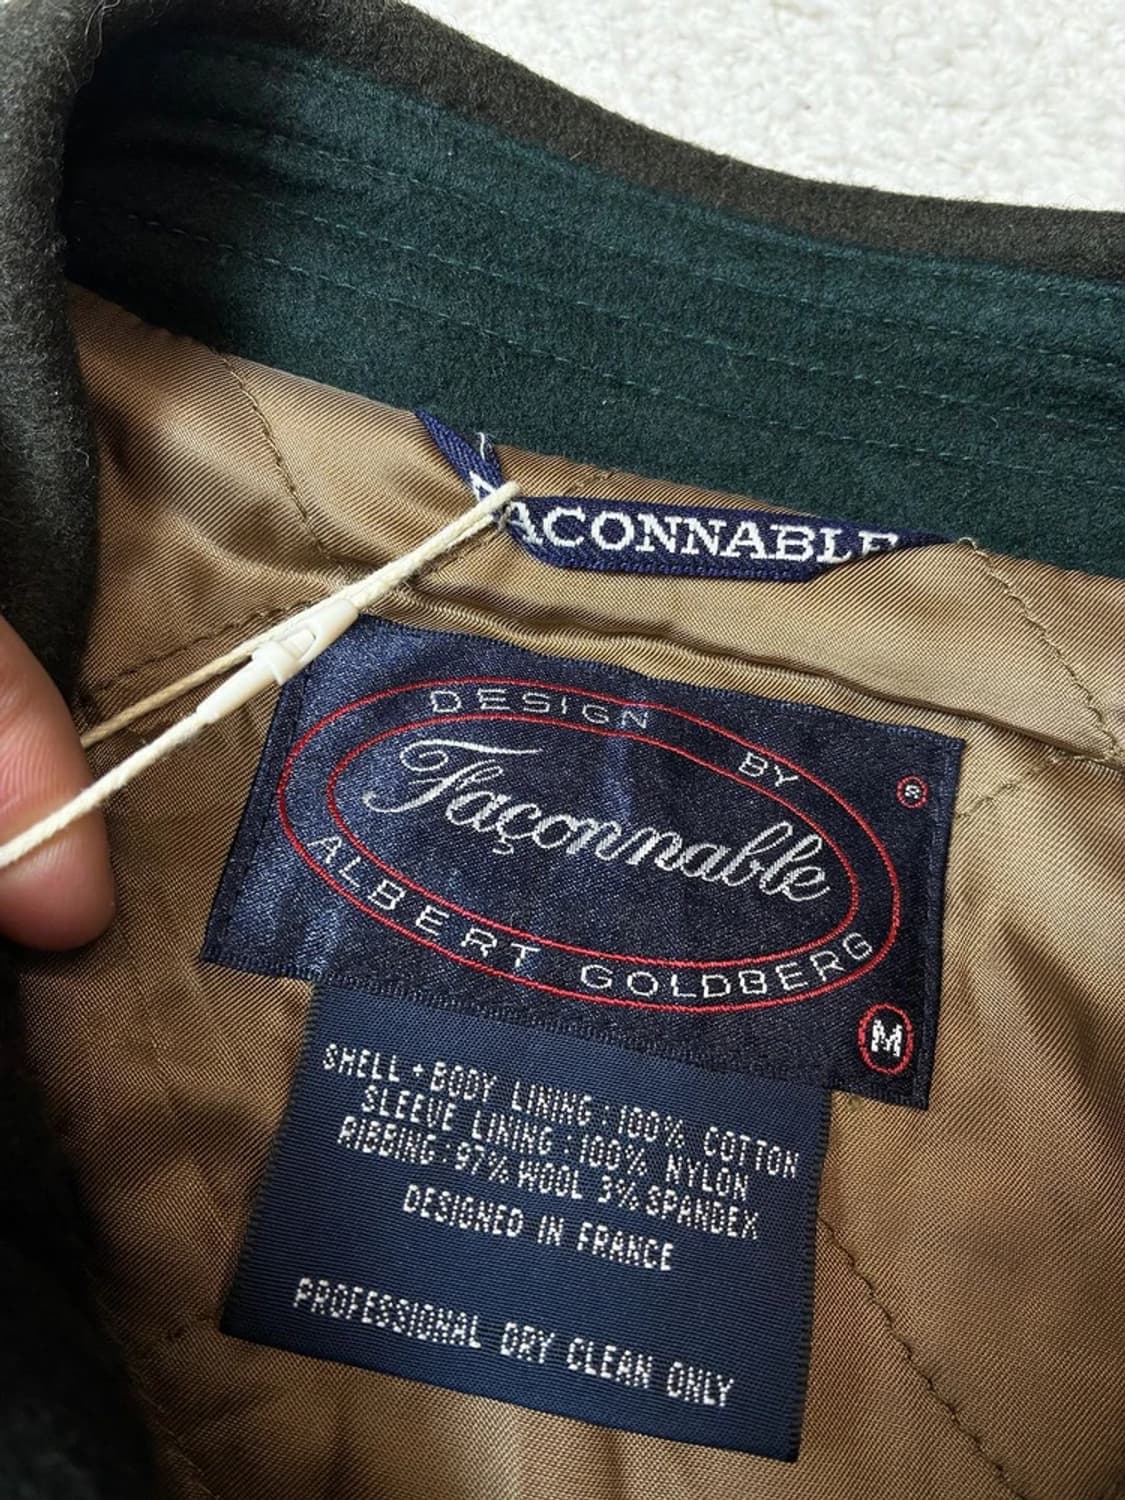 FACONNABLE
DESIGN BY
Façonnable
ALBERT GOLDBERG
®
M
SHELL + BODY LINING : 100% COTTON
SLEEVE LINING : 100% NYLON
RIBBING : 97% WOOL 3% SPANDEX
DESIGNED IN FRANCE
PROFESSIONAL DRY CLEAN ONLY